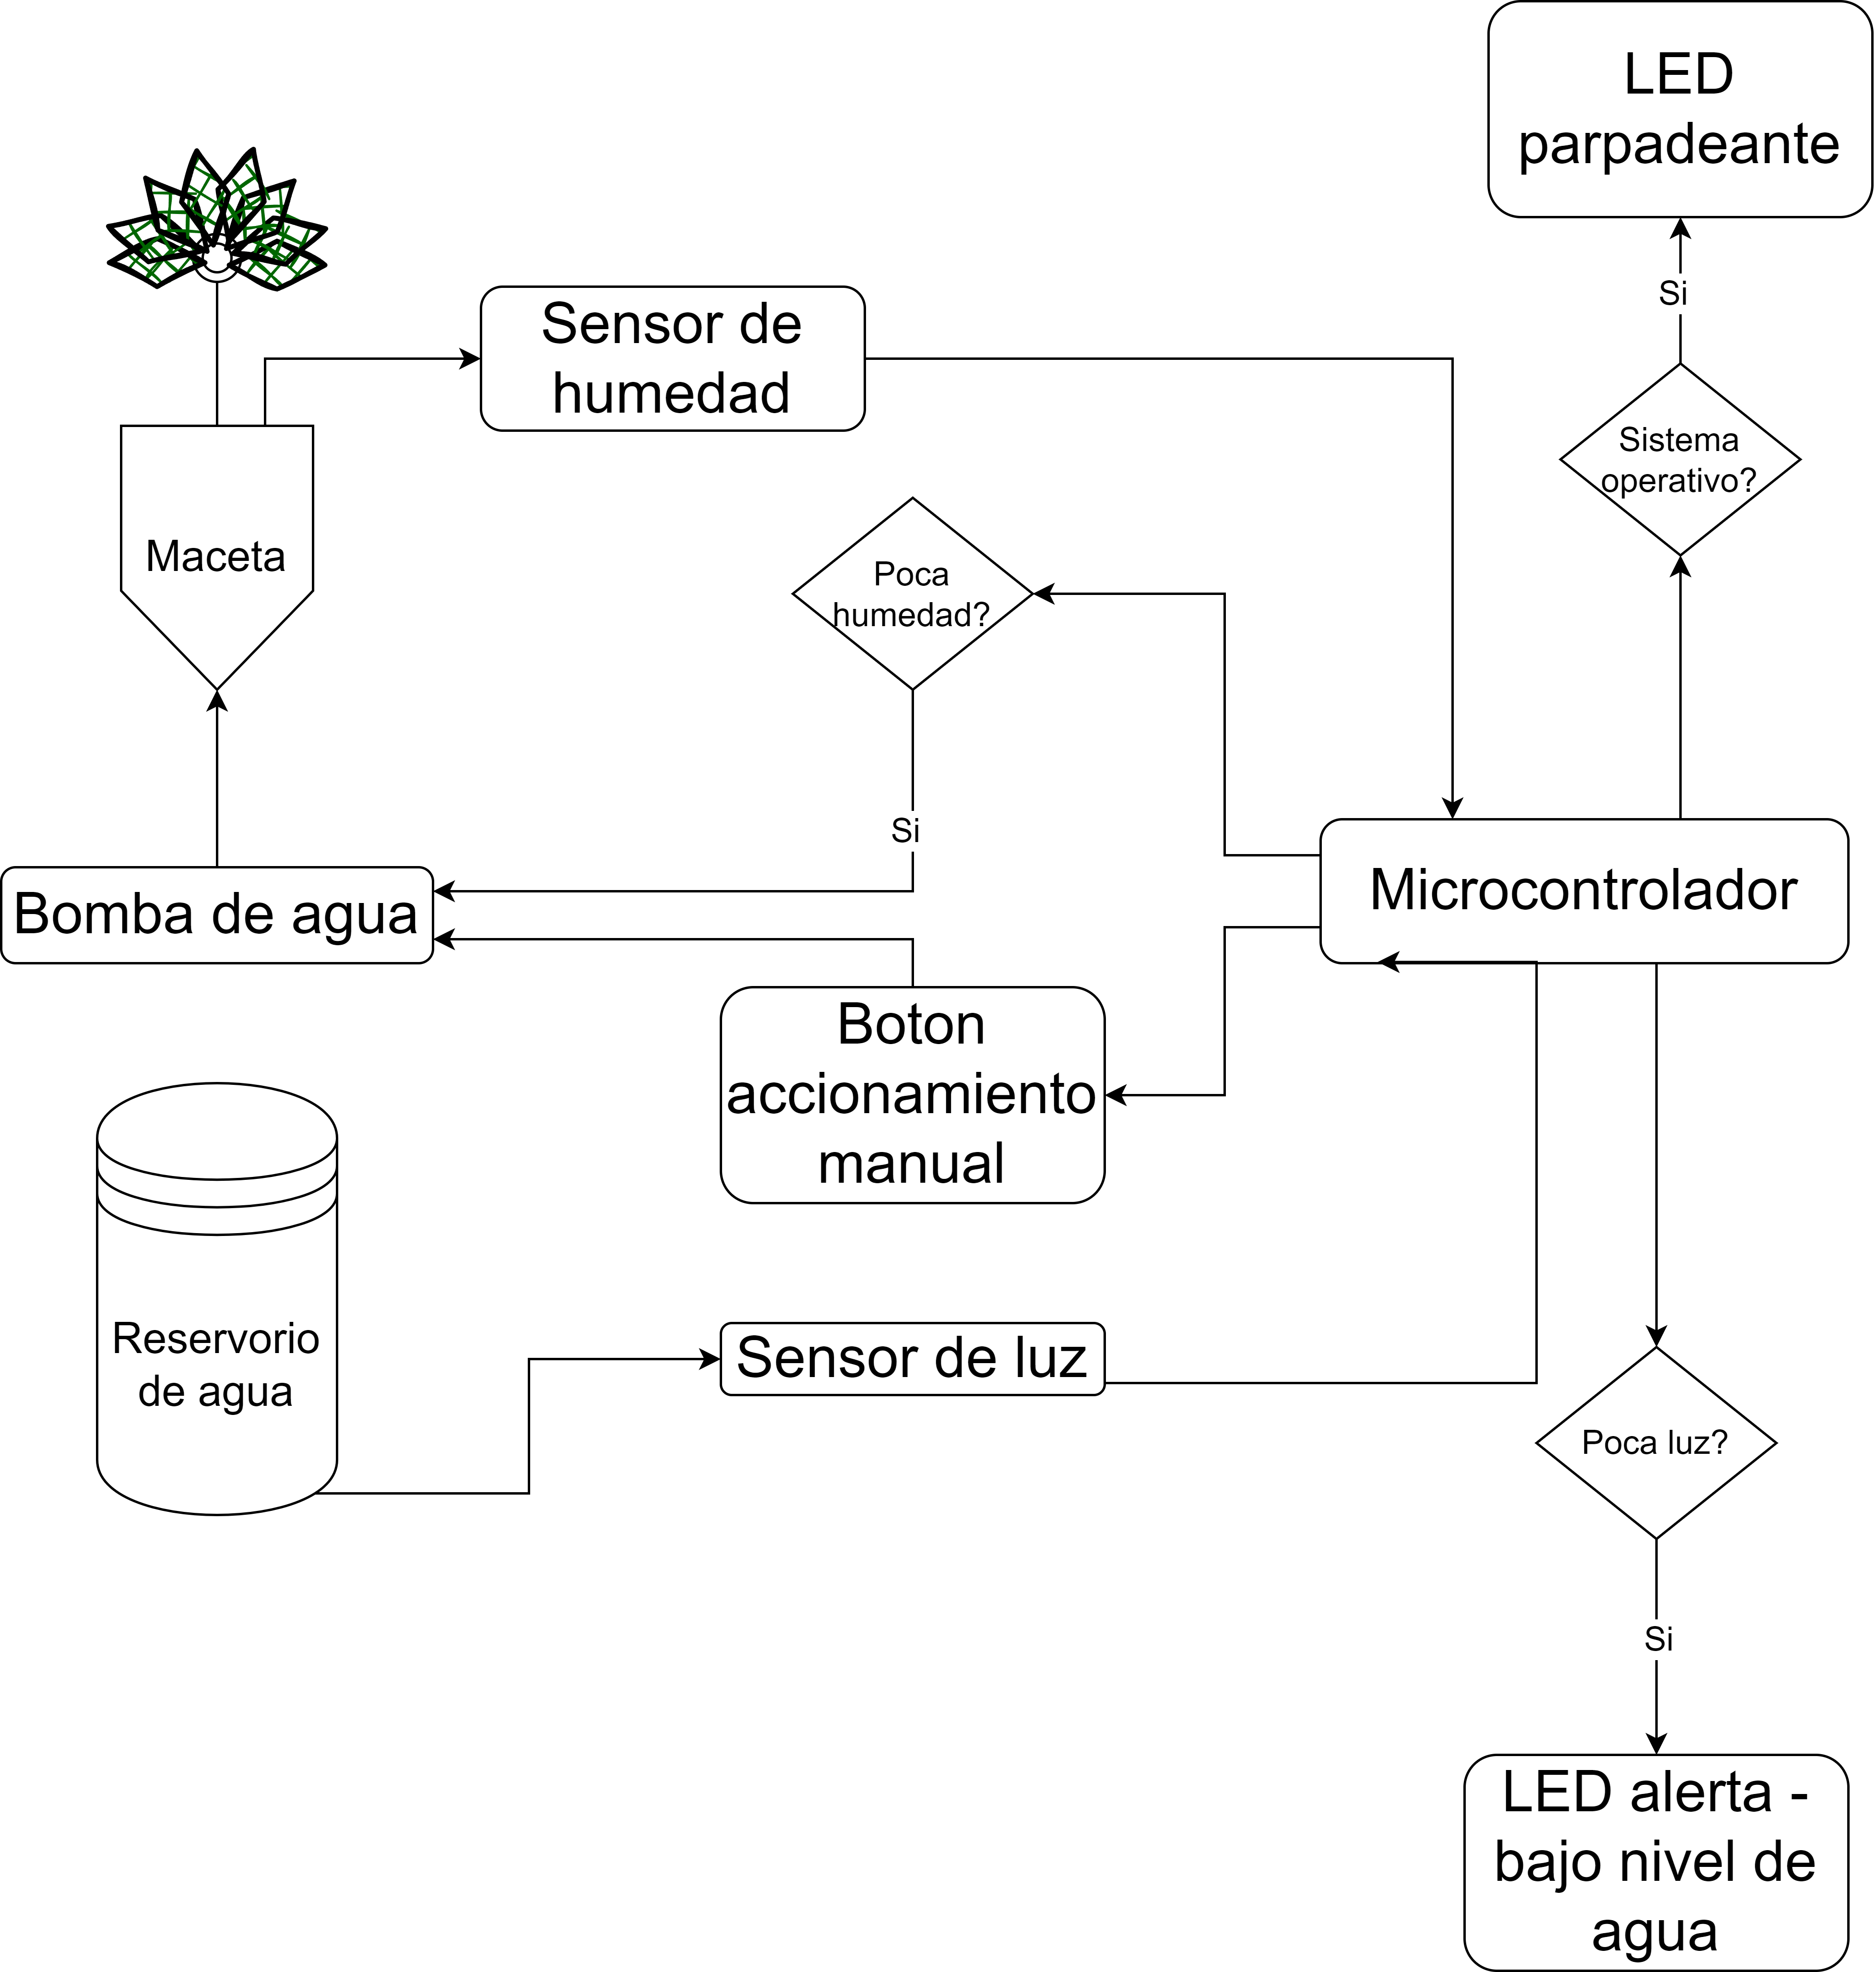 LED
parpadeante
Si
Sensor de
humedad
Sistema
operativo?
Maceta
Poca
humedad?
Si
Microcontrolador
Bomba de agua
Boton
accionamiento
manual
Reservorio
de agua
Sensor de luz
Poca luz?
Si
LED alerta -
bajo nivel de
agua